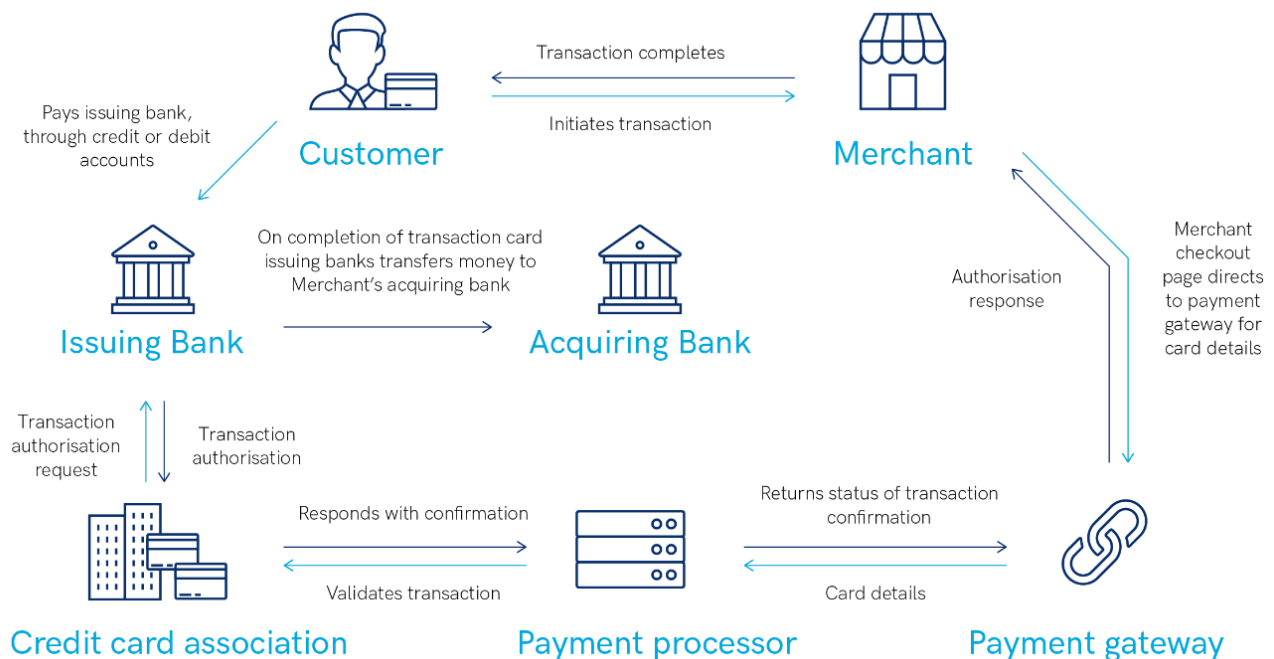 Transaction completes
Initiates transaction
Customer
Merchant
Pays issuing bank,
through credit or debit
accounts
On completion of transaction card
issuing banks transfers money to
Merchant's acquiring bank
Issuing Bank
Acquiring Bank
Authorisation
response
Merchant
checkout
page directs
to payment
gateway for
card details
Transaction
authorisation
request
Transaction
authorisation
Responds with confirmation
Validates transaction
Returns status of transaction
confirmation
Card details
Credit card association
Payment processor
Payment gateway